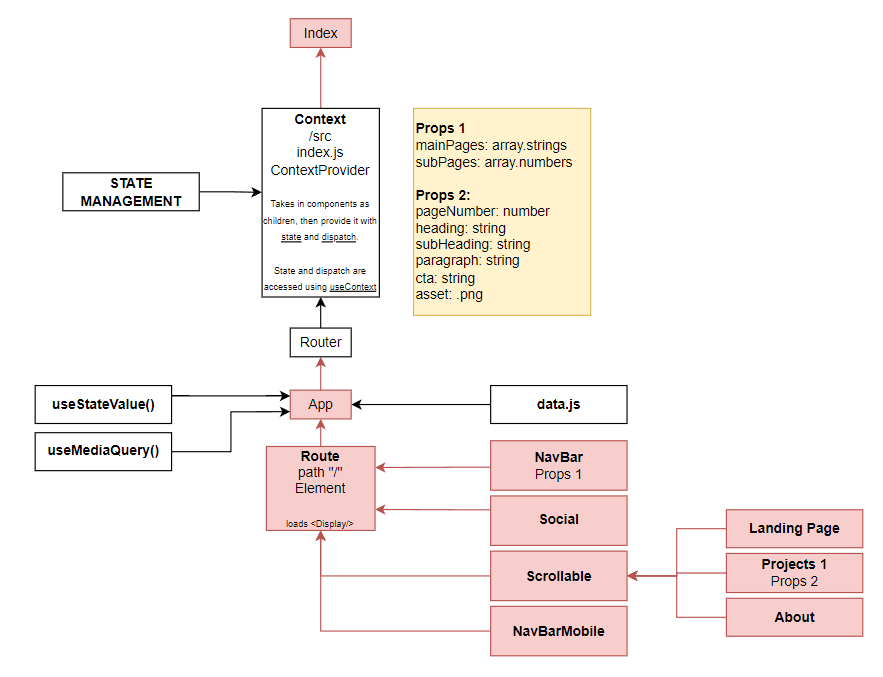 Index
Context
/src
index.js
ContextProvider
Takes in components as
children, then provide it with
state and dispatch.
State and dispatch are
accessed using useContext
Props 1
mainPages: array.strings
subPages: array.numbers
Props 2:
pageNumber: number
heading: string
subHeading: string
paragraph: string
cta: string
asset: .png
STATE
MANAGEMENT
Router
useStateValue()
App
data.js
useMediaQuery()
Route
path "/"
Element
loads <Display/>
NavBar
Props 1
Social
Scrollable
NavBarMobile
Landing Page
Projects 1
Props 2
About